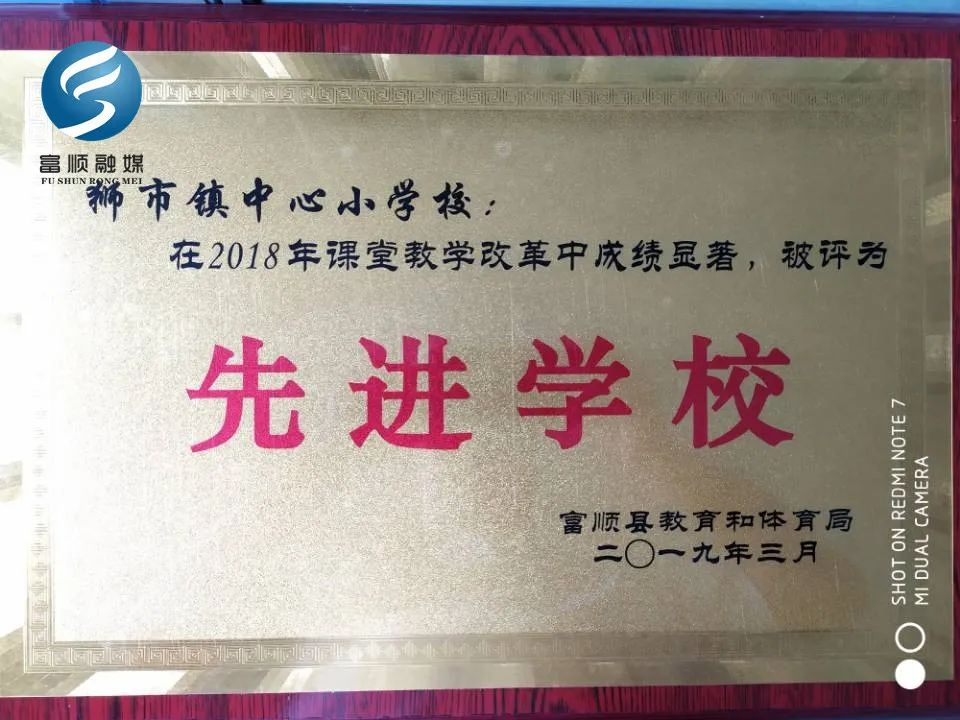 富顺融媒
FU SHUN RONG MEI
狮市镇中心小学校：
在2018年课堂教学改革中成绩显著，被评为
先进学校
富顺县教育和体育局
二〇一九年三月
SHOT ON REDMI NOTE 7
MI DUAL CAMERA